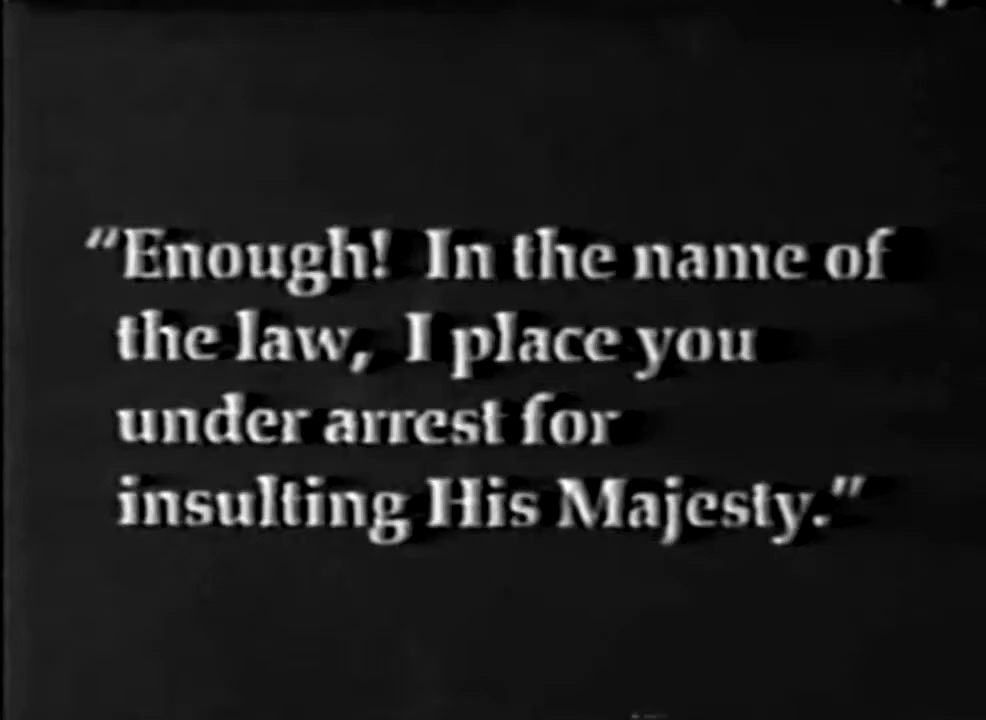 “Enough! In the name of
the law, I place you
under arrest for
insulting His Majesty.”